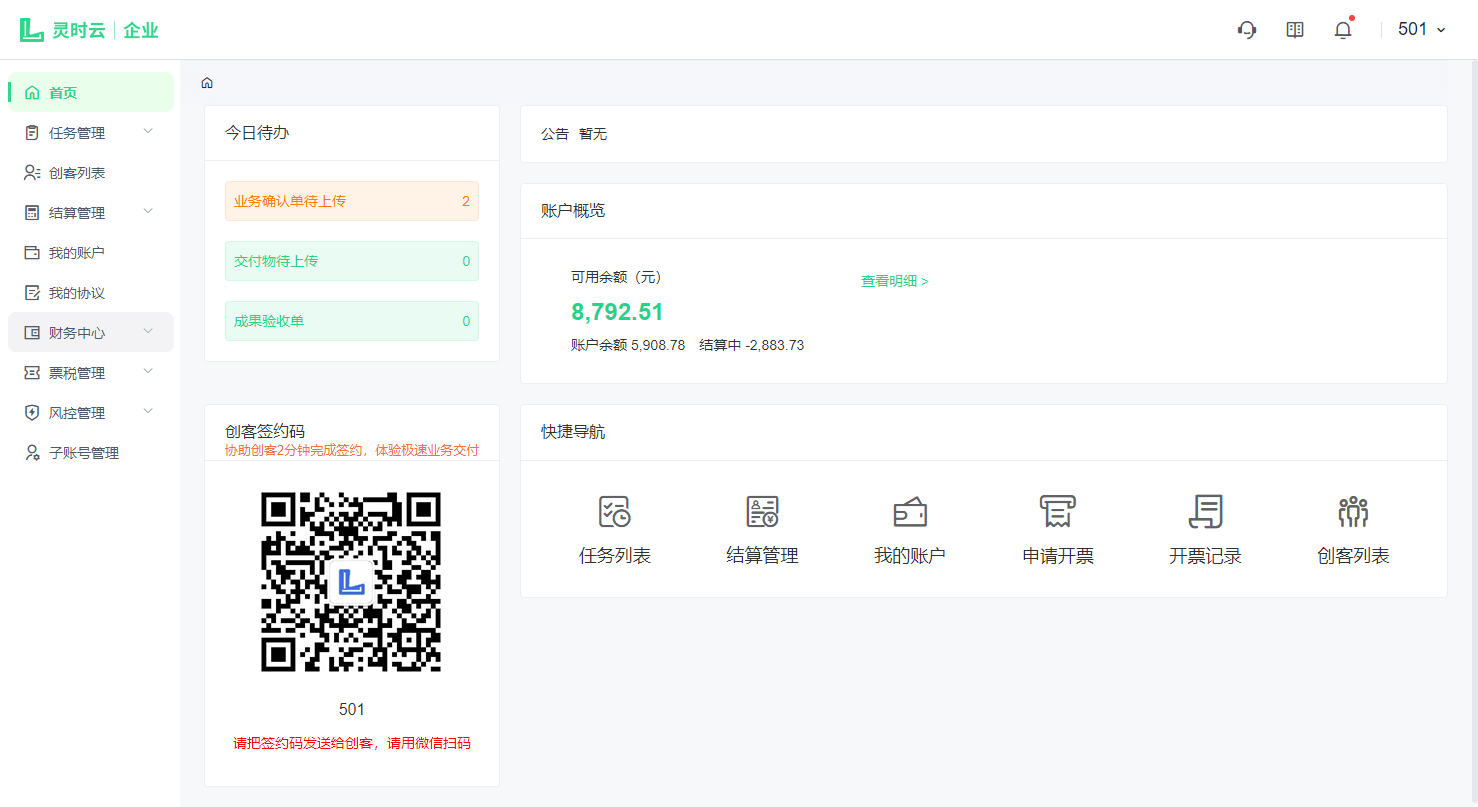 灵时云 企业
501
首页
任务管理
创客列表
结算管理
我的账户
我的协议
财务中心
票税管理
风控管理
子账号管理
今日待办
业务确认单待上传 2
交付物待上传 0
成果验收单 0
公告 暂无
账户概览
可用余额（元）
查看明细 >
8,792.51
账户余额 5,908.78 结算中 -2,883.73
创客签约码
协助创客2分钟完成签约，体验极速业务交付
501
请把签约码发送给创客，请用微信扫码
快捷导航
任务列表 结算管理 我的账户 申请开票 开票记录 创客列表